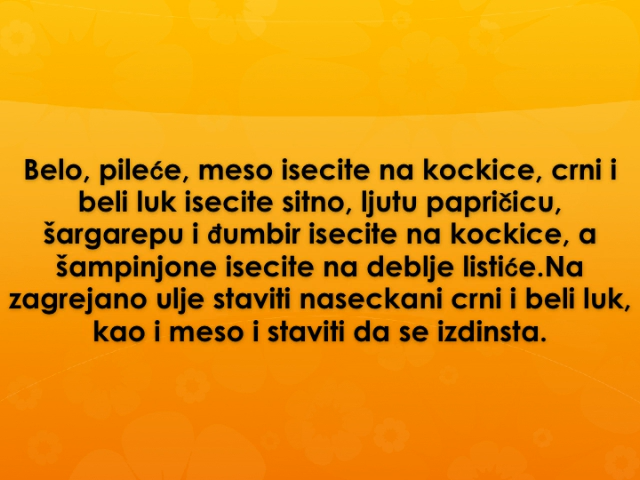 Belo, pileće, meso isecite na kockice, crni i
beli luk isecite sitno, ljutu papričicu,
šargarepu i đumbir isecite na kockice, a
šampinjone isecite na deblje listiće.Na
zagrejano ulje staviti naseckani crni i beli luk,
kao i meso i staviti da se izdinsta.